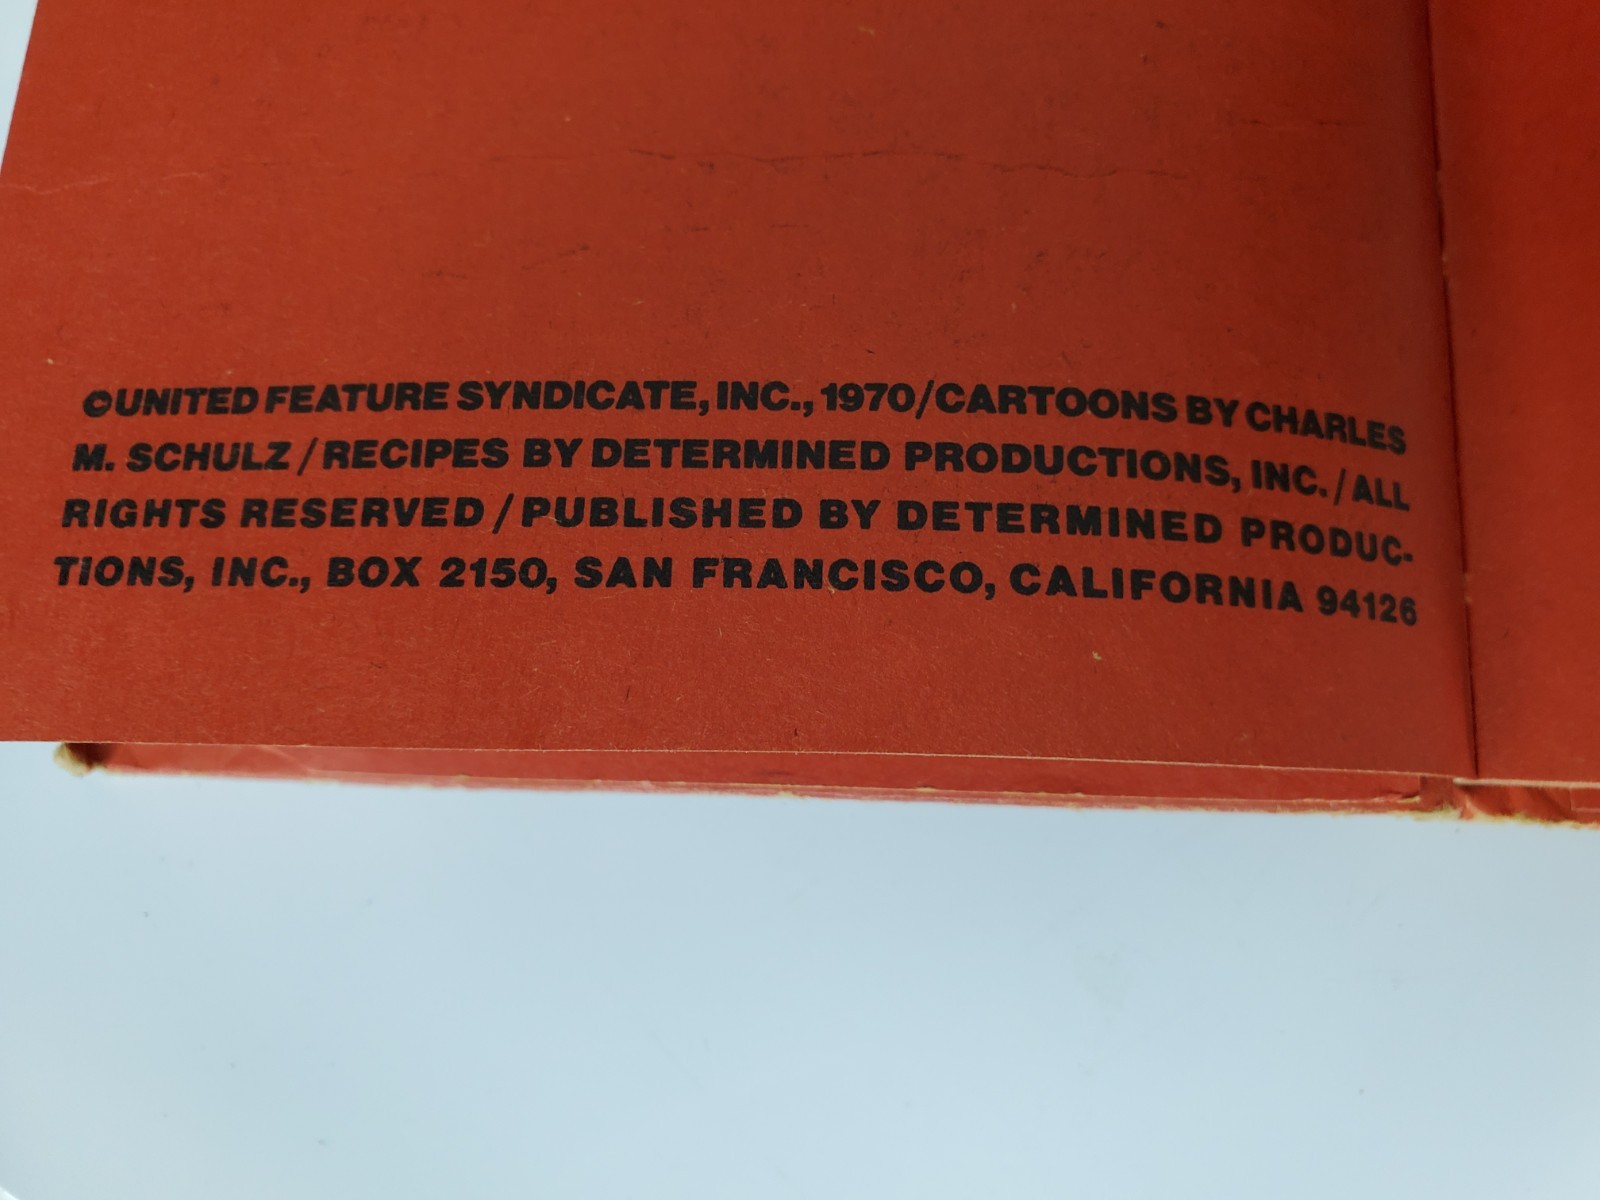 ©UNITED FEATURE SYNDICATE, INC., 1970/CARTOONS BY CHARLES
M. SCHULZ/RECIPES BY DETERMINED PRODUCTIONS, INC./ALL
RIGHTS RESERVED/PUBLISHED BY DETERMINED PRODUC-
TIONS, INC., BOX 2150, SAN FRANCISCO, CALIFORNIA 94126